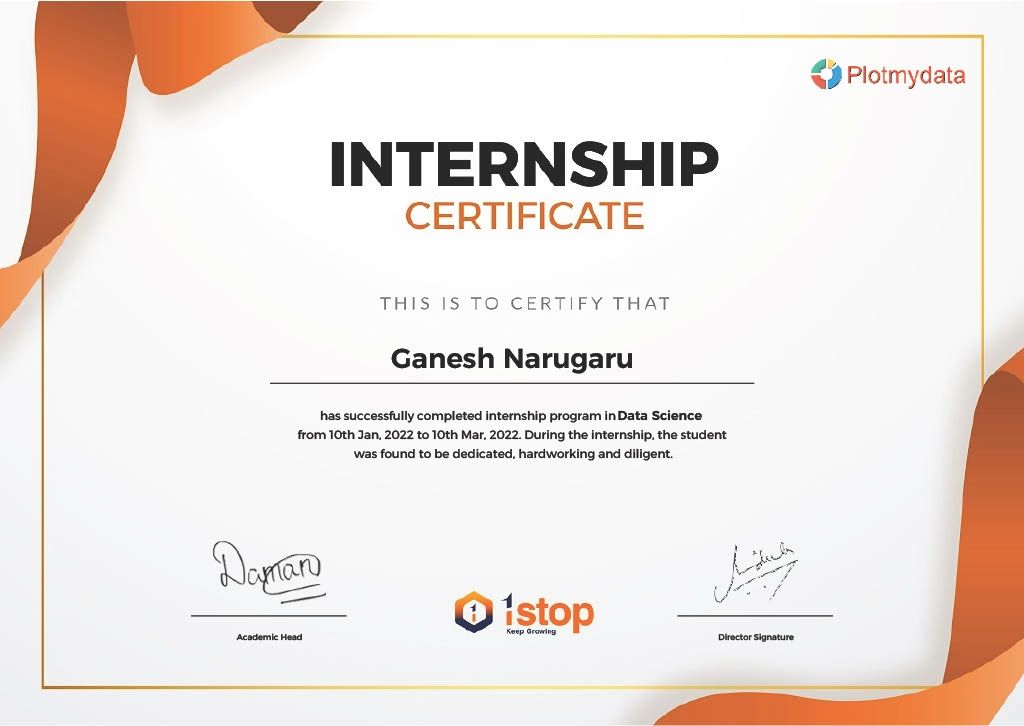 Plotmydata
INTERNSHIP
CERTIFICATE
THIS IS TO CERTIFY THAT
Ganesh Narugaru
has successfully completed internship program in Data Science
from 10th Jan, 2022 to 10th Mar, 2022. During the internship, the student
was found to be dedicated, hardworking and diligent.
Daman
Academic Head
1stop
Keep Growing
Director Signature